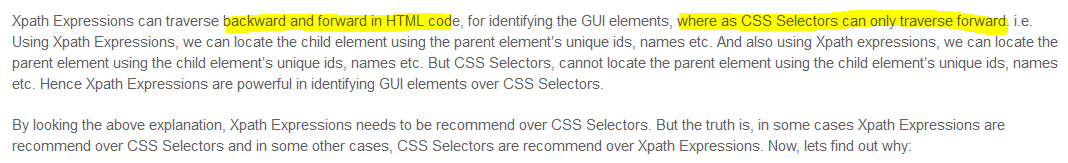 Xpath Expressions can traverse backward and forward in HTML code, for identifying the GUI elements, where as CSS Selectors can only traverse forward. i.e.
Using Xpath Expressions, we can locate the child element using the parent element's unique ids, names etc. And also using Xpath expressions, we can locate the
parent element using the child element's unique ids, names etc. But CSS Selectors, cannot locate the parent element using the child element's unique ids, names
etc. Hence Xpath Expressions are powerful in identifying GUI elements over CSS Selectors.
By looking the above explanation, Xpath Expressions needs to be recommend over CSS Selectors. But the truth is, in some cases Xpath Expressions are
recommend over CSS Selectors and in some other cases, CSS Selectors are recommend over Xpath Expressions. Now, lets find out why: